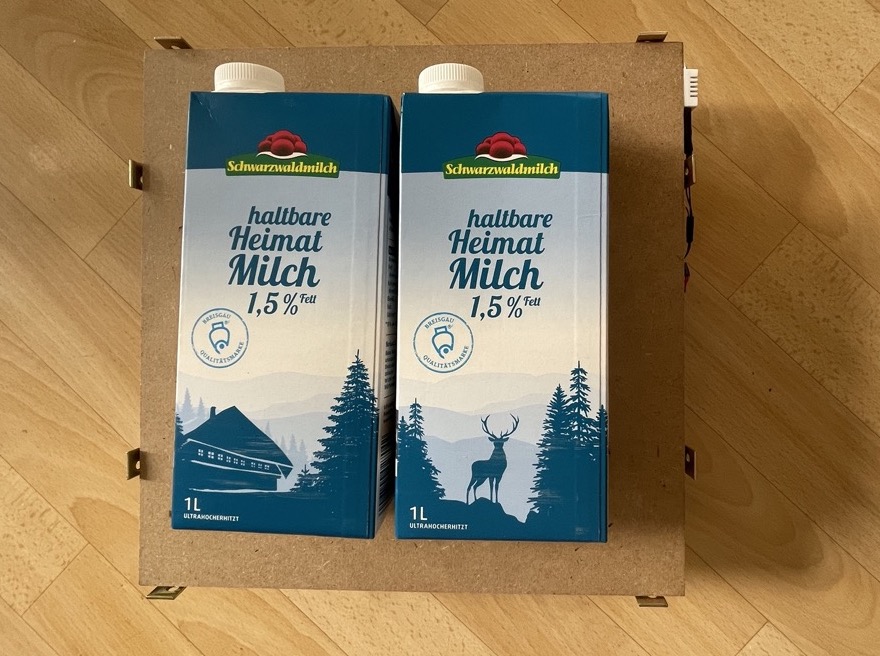 Schwarzwaldmilch
haltbare
Heimat
Milch
1,5 % Fett
BREISGAU
QUALITÄTSMARKE
1L
ULTRAHOCHERHITZT
Schwarzwaldmilch
haltbare
Heimat
Milch
1,5 % Fett
BREISGAU
QUALITÄTSMARKE
1L
ULTRAHOCHERHITZT